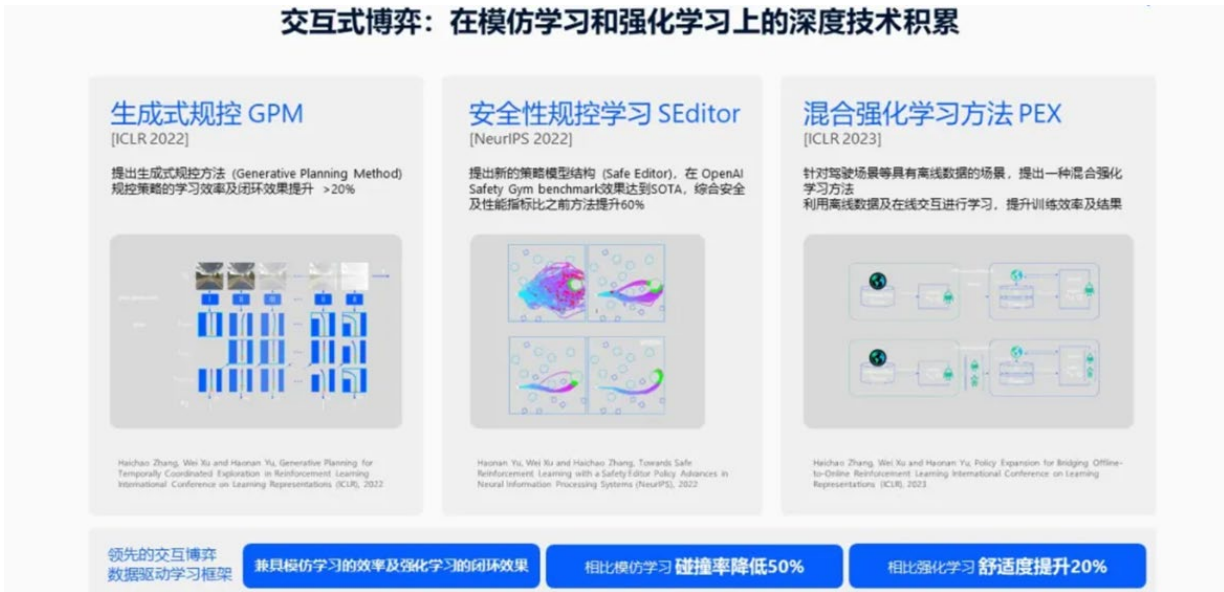 交互式博弈：在模仿学习和强化学习上的深度技术积累
生成式规控 GPM
[ICLR 2022]
提出生成式规控方法 (Generative Planning Method)
规控策略的学习效率及闭环效果提升 >20%
Haichao Zhang, Wei Xu and Haonan Yu, Generative Planning for
Temporally Coordinated Exploration in Reinforcement Learning
International Conference on Learning Representations (ICLR), 2022
安全性规控学习 SEditor
[NeurIPS 2022]
提出新的策略模型结构 (Safe Editor)，在 OpenAI
Safety Gym benchmark效果达到SOTA，综合安全
及性能指标比之前方法提升60%
Haonan Yu, Wei Xu and Haichao Zhang, Towards Safe
Reinforcement Learning with a Safety Editor Policy Advances in
Neural Information Processing Systems (NeurIPS), 2022
混合强化学习方法 PEX
[ICLR 2023]
针对驾驶场景等具有离线数据的场景，提出一种混合强化
学习方法
利用离线数据及在线交互进行学习，提升训练效率及结果
Haichao Zhang, Wei Xu and Haonan Yu, Policy Expansion for Bridging Offline-
to-Online Reinforcement Learning International Conference on Learning
Representations (ICLR), 2023
领先的交互博弈
数据驱动学习框架
兼具模仿学习的效率及强化学习的闭环效果
相比模仿学习 碰撞率降低50%
相比强化学习 舒适度提升20%